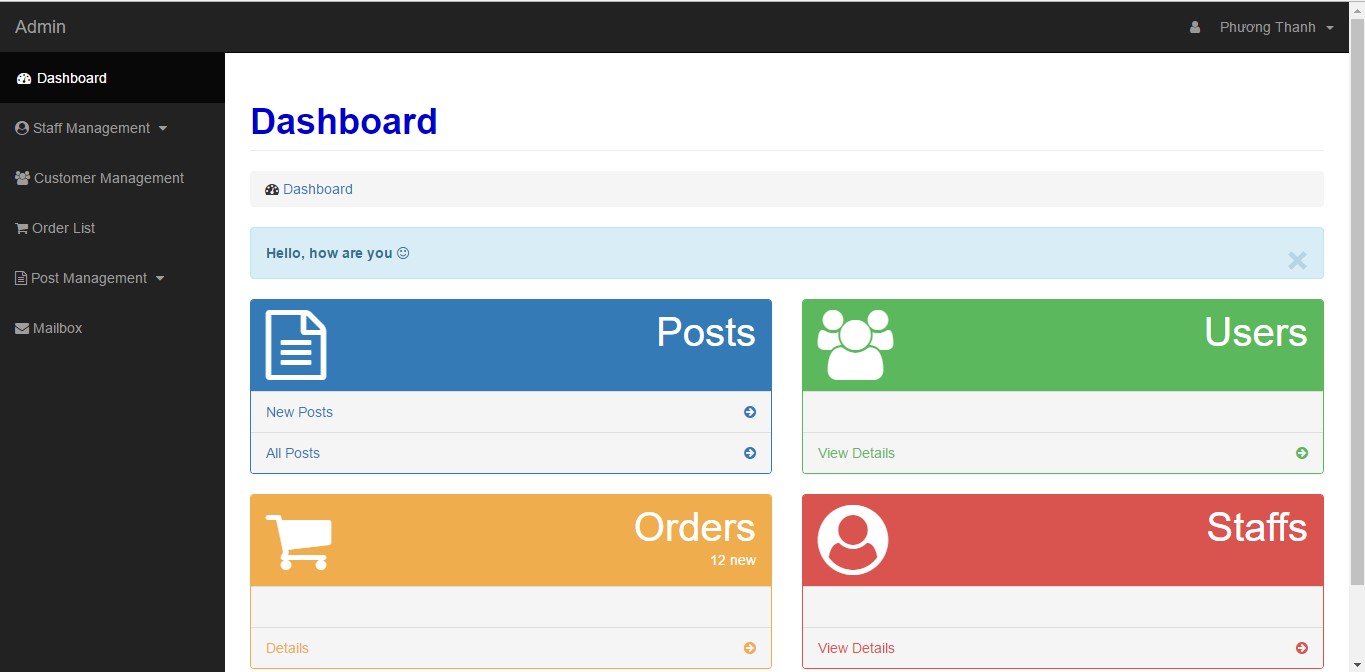 Admin
Phương Thanh
Dashboard
Staff Management
Customer Management
Order List
Post Management
Mailbox
Dashboard
Dashboard
Hello, how are you
Posts
New Posts
All Posts
Users
View Details
Orders
12 new
Details
Staffs
View Details